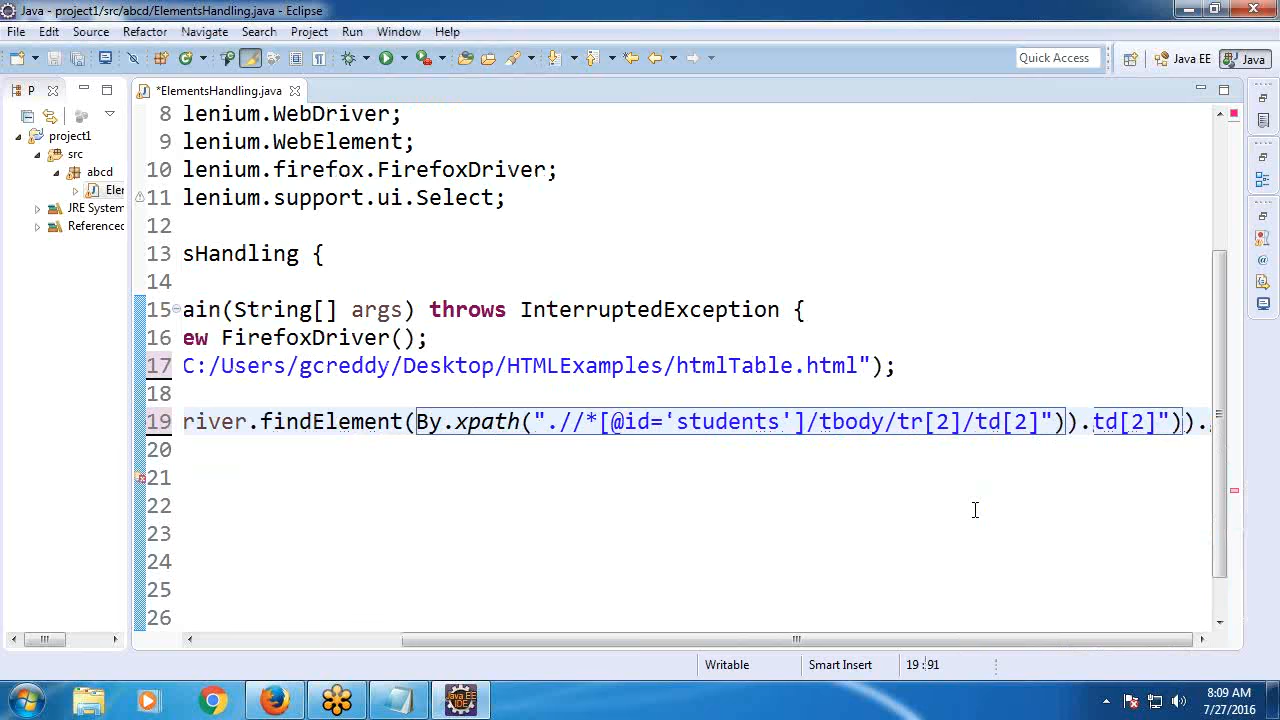 Java - project1/src/abcd/ElementsHandling.java - Eclipse
File Edit Source Refactor Navigate Search Project Run Window Help
Quick Access Java EE Java
P *ElementsHandling.java
project1
src
abcd
Elen
JRE System
Referenced
8 lenium.WebDriver;
9 lenium.WebElement;
10 lenium.firefox.FirefoxDriver;
11 lenium.support.ui.Select;
12
13 sHandling {
14
15 ain(String[] args) throws InterruptedException {
16 ew FirefoxDriver();
17 C:/Users/gcreddy/Desktop/HTMLExamples/htmlTable.html");
18
19 river.findElement(By.xpath(".//*[@id='students']/tbody/tr[2]/td[2]")).td[2]")).
20
21
22
23
24
25
26
Writable Smart Insert 19 : 91
Java EE IDE
8:09 AM
7/27/2016